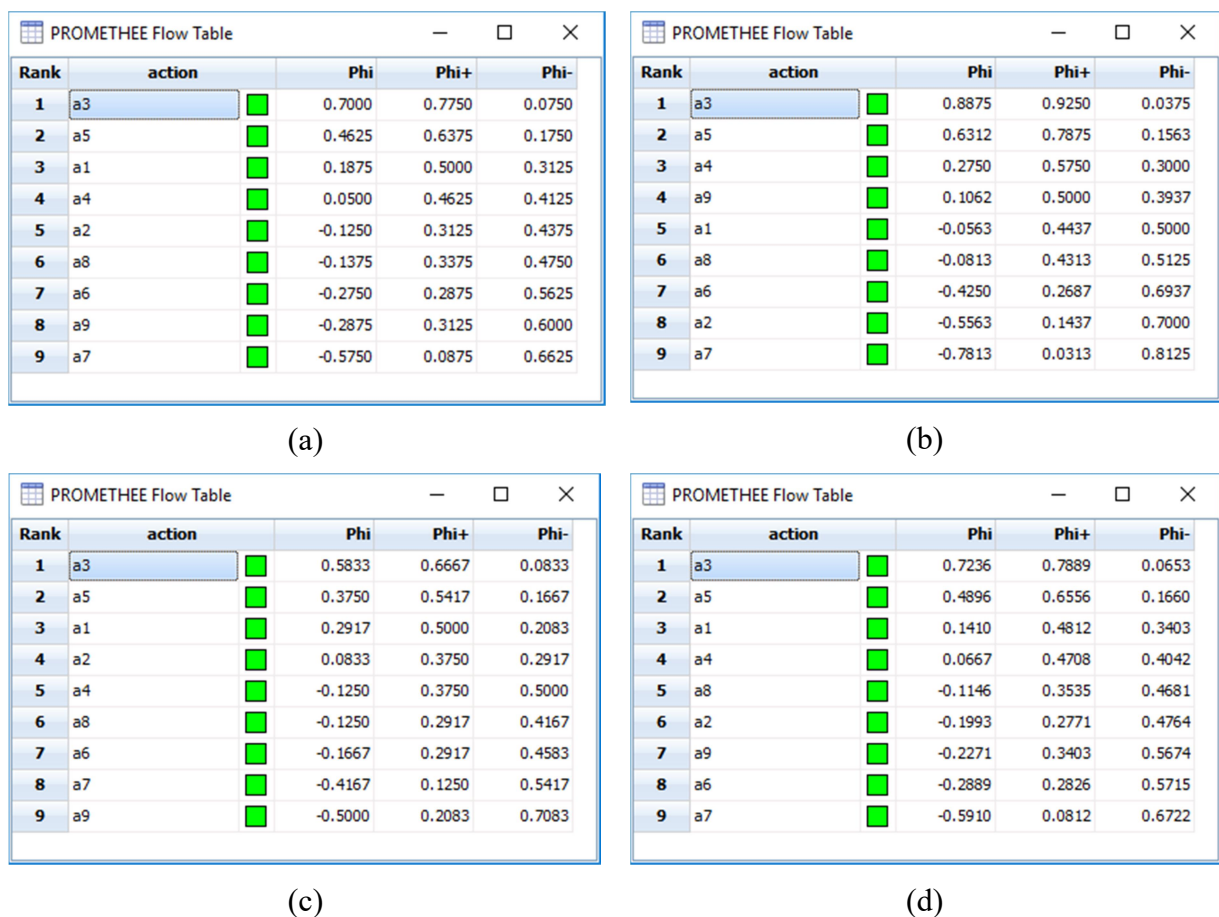 PROMETHEE Flow Table
Rank action Phi Phi+ Phi-
1 a3 0.7000 0.7750 0.0750
2 a5 0.4625 0.6375 0.1750
3 a1 0.1875 0.5000 0.3125
4 a4 0.0500 0.4625 0.4125
5 a2 -0.1250 0.3125 0.4375
6 a8 -0.1375 0.3375 0.4750
7 a6 -0.2750 0.2875 0.5625
8 a9 -0.2875 0.3125 0.6000
9 a7 -0.5750 0.0875 0.6625
(a)
PROMETHEE Flow Table
Rank action Phi Phi+ Phi-
1 a3 0.8875 0.9250 0.0375
2 a5 0.6312 0.7875 0.1563
3 a4 0.2750 0.5750 0.3000
4 a9 0.1062 0.5000 0.3937
5 a1 -0.0563 0.4437 0.5000
6 a8 -0.0813 0.4313 0.5125
7 a6 -0.4250 0.2687 0.6937
8 a2 -0.5563 0.1437 0.7000
9 a7 -0.7813 0.0313 0.8125
(b)
PROMETHEE Flow Table
Rank action Phi Phi+ Phi-
1 a3 0.5833 0.6667 0.0833
2 a5 0.3750 0.5417 0.1667
3 a1 0.2917 0.5000 0.2083
4 a2 0.0833 0.3750 0.2917
5 a4 -0.1250 0.3750 0.5000
6 a8 -0.1250 0.2917 0.4167
7 a6 -0.1667 0.2917 0.4583
8 a7 -0.4167 0.1250 0.5417
9 a9 -0.5000 0.2083 0.7083
(c)
PROMETHEE Flow Table
Rank action Phi Phi+ Phi-
1 a3 0.7236 0.7889 0.0653
2 a5 0.4896 0.6556 0.1660
3 a1 0.1410 0.4812 0.3403
4 a4 0.0667 0.4708 0.4042
5 a8 -0.1146 0.3535 0.4681
6 a2 -0.1993 0.2771 0.4764
7 a9 -0.2271 0.3403 0.5674
8 a6 -0.2889 0.2826 0.5715
9 a7 -0.5910 0.0812 0.6722
(d)